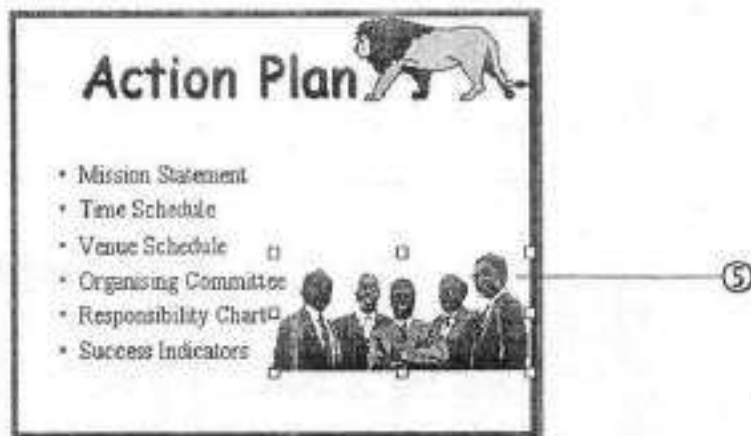 Action Plan
• Mission Statement
• Time Schedule
• Venue Schedule
• Organising Committee
• Responsibility Chart
• Success Indicators
⑤